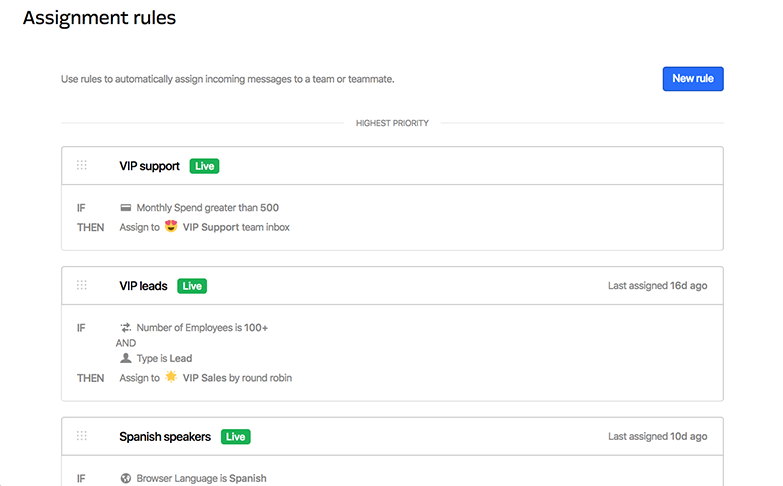 Assignment rules
Use rules to automatically assign incoming messages to a team or teammate.
New rule
HIGHEST PRIORITY
VIP support Live
IF Monthly Spend greater than 500
THEN Assign to 😍 VIP Support team inbox
VIP leads Live Last assigned 16d ago
IF Number of Employees is 100+
AND
Type is Lead
THEN Assign to 🌟 VIP Sales by round robin
Spanish speakers Live Last assigned 10d ago
IF Browser Language is Spanish